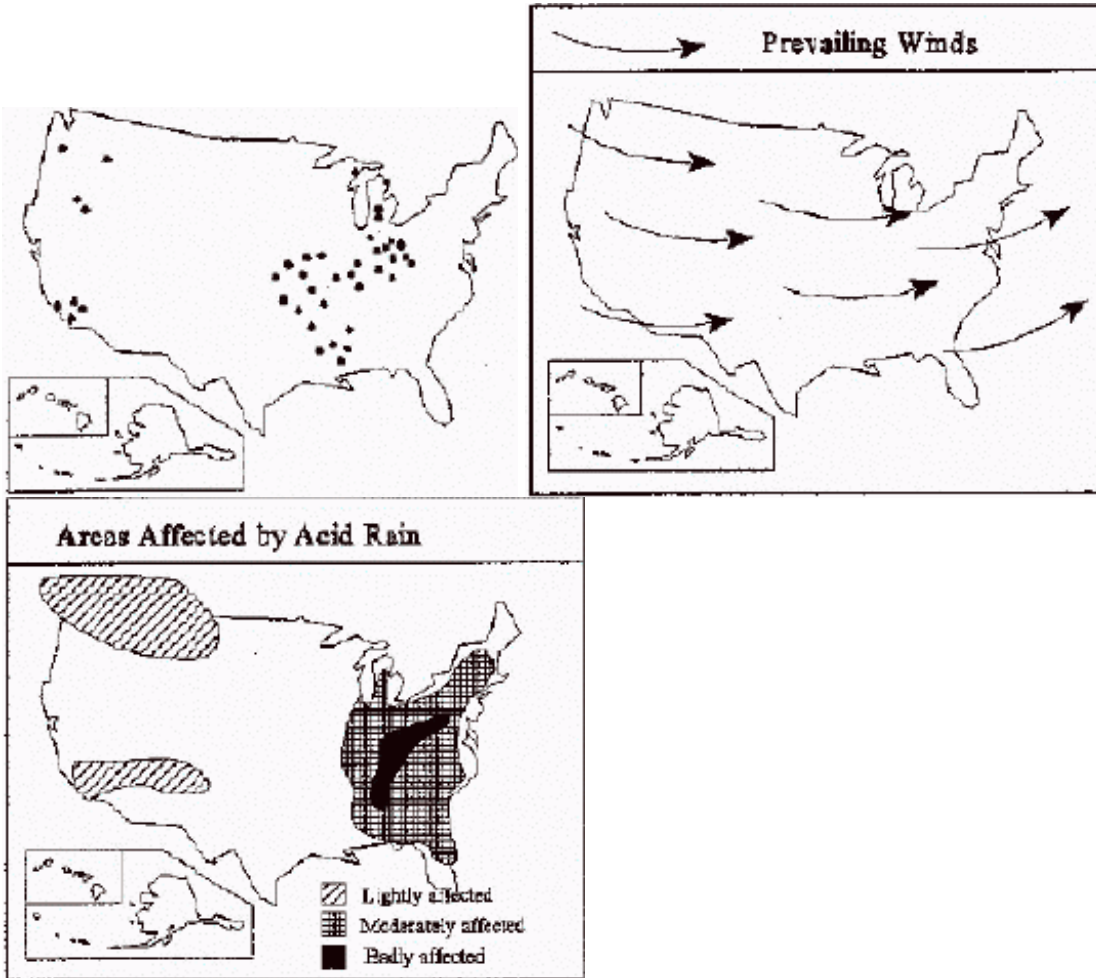 Prevailing Winds
Areas Affected by Acid Rain
Lightly affected
Moderately affected
Badly affected